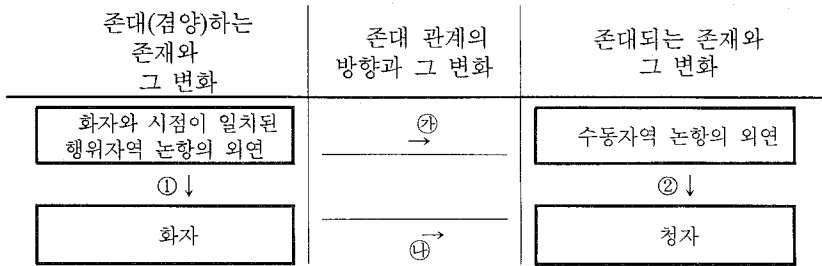 존대(겸양)하는
존재와
그 변화
존대 관계의
방향과 그 변화
존대되는 존재와
그 변화
화자와 시점이 일치된
행위자역 논항의 외연
㉮
→
수동자역 논항의 외연
① ↓
② ↓
화자
→
㉯
청자